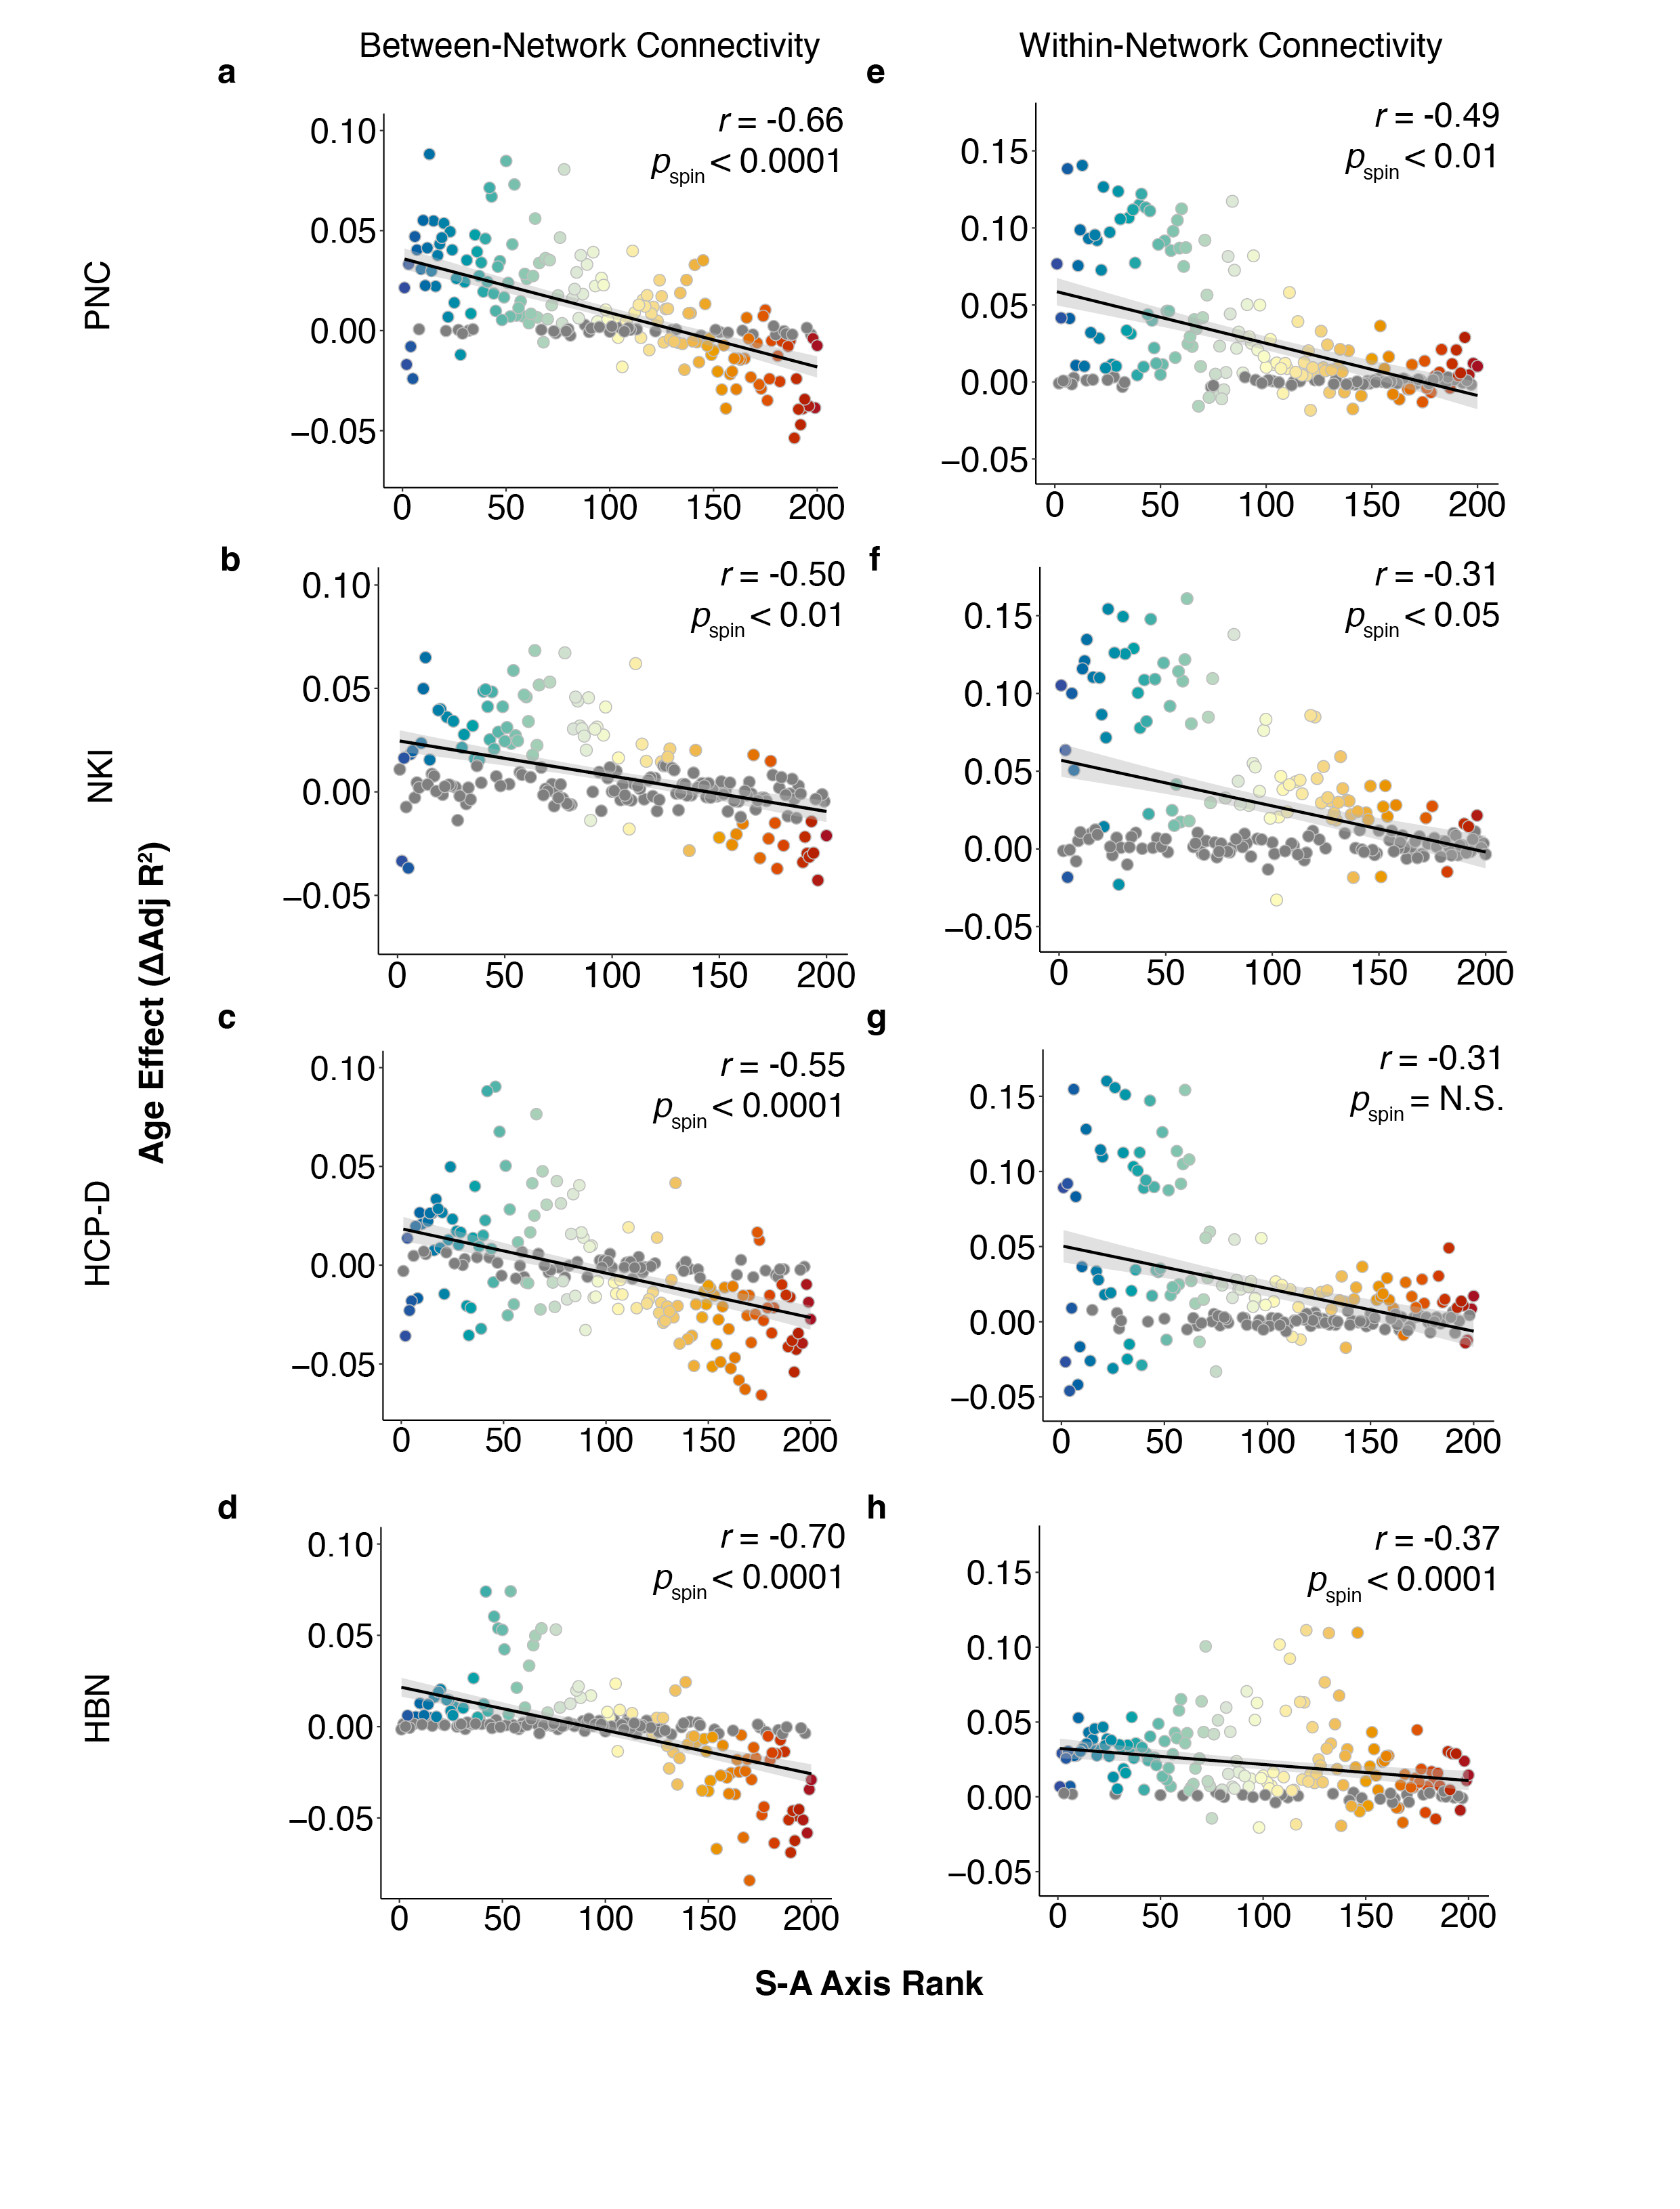 Between-Network Connectivity
Within-Network Connectivity
a
r = -0.66
pspin < 0.0001
0.10
0.05
0.00
−0.05
0 50 100 150 200
e
r = -0.49
pspin < 0.01
0.15
0.10
0.05
0.00
−0.05
0 50 100 150 200
PNC
b
r = -0.50
pspin < 0.01
0.10
0.05
0.00
−0.05
0 50 100 150 200
f
r = -0.31
pspin < 0.05
0.15
0.10
0.05
0.00
−0.05
0 50 100 150 200
NKI
Age Effect (ΔAdj R²)
c
r = -0.55
pspin < 0.0001
0.10
0.05
0.00
−0.05
0 50 100 150 200
g
r = -0.31
pspin = N.S.
0.15
0.10
0.05
0.00
−0.05
0 50 100 150 200
HCP-D
d
r = -0.70
pspin < 0.0001
0.10
0.05
0.00
−0.05
0 50 100 150 200
h
r = -0.37
pspin < 0.0001
0.15
0.10
0.05
0.00
−0.05
0 50 100 150 200
HBN
S-A Axis Rank